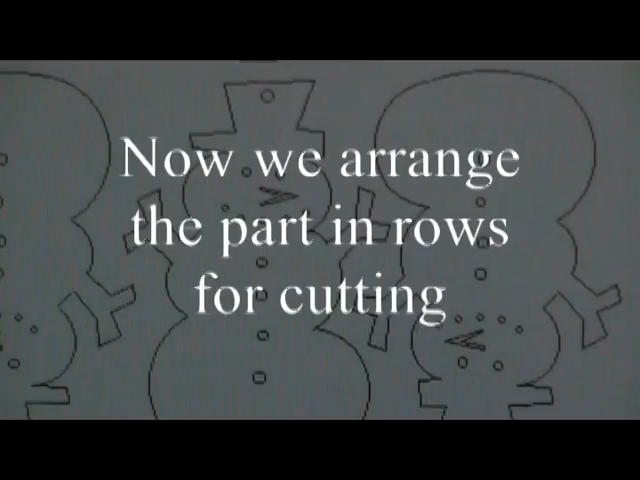 Now we arrange
the part in rows
for cutting